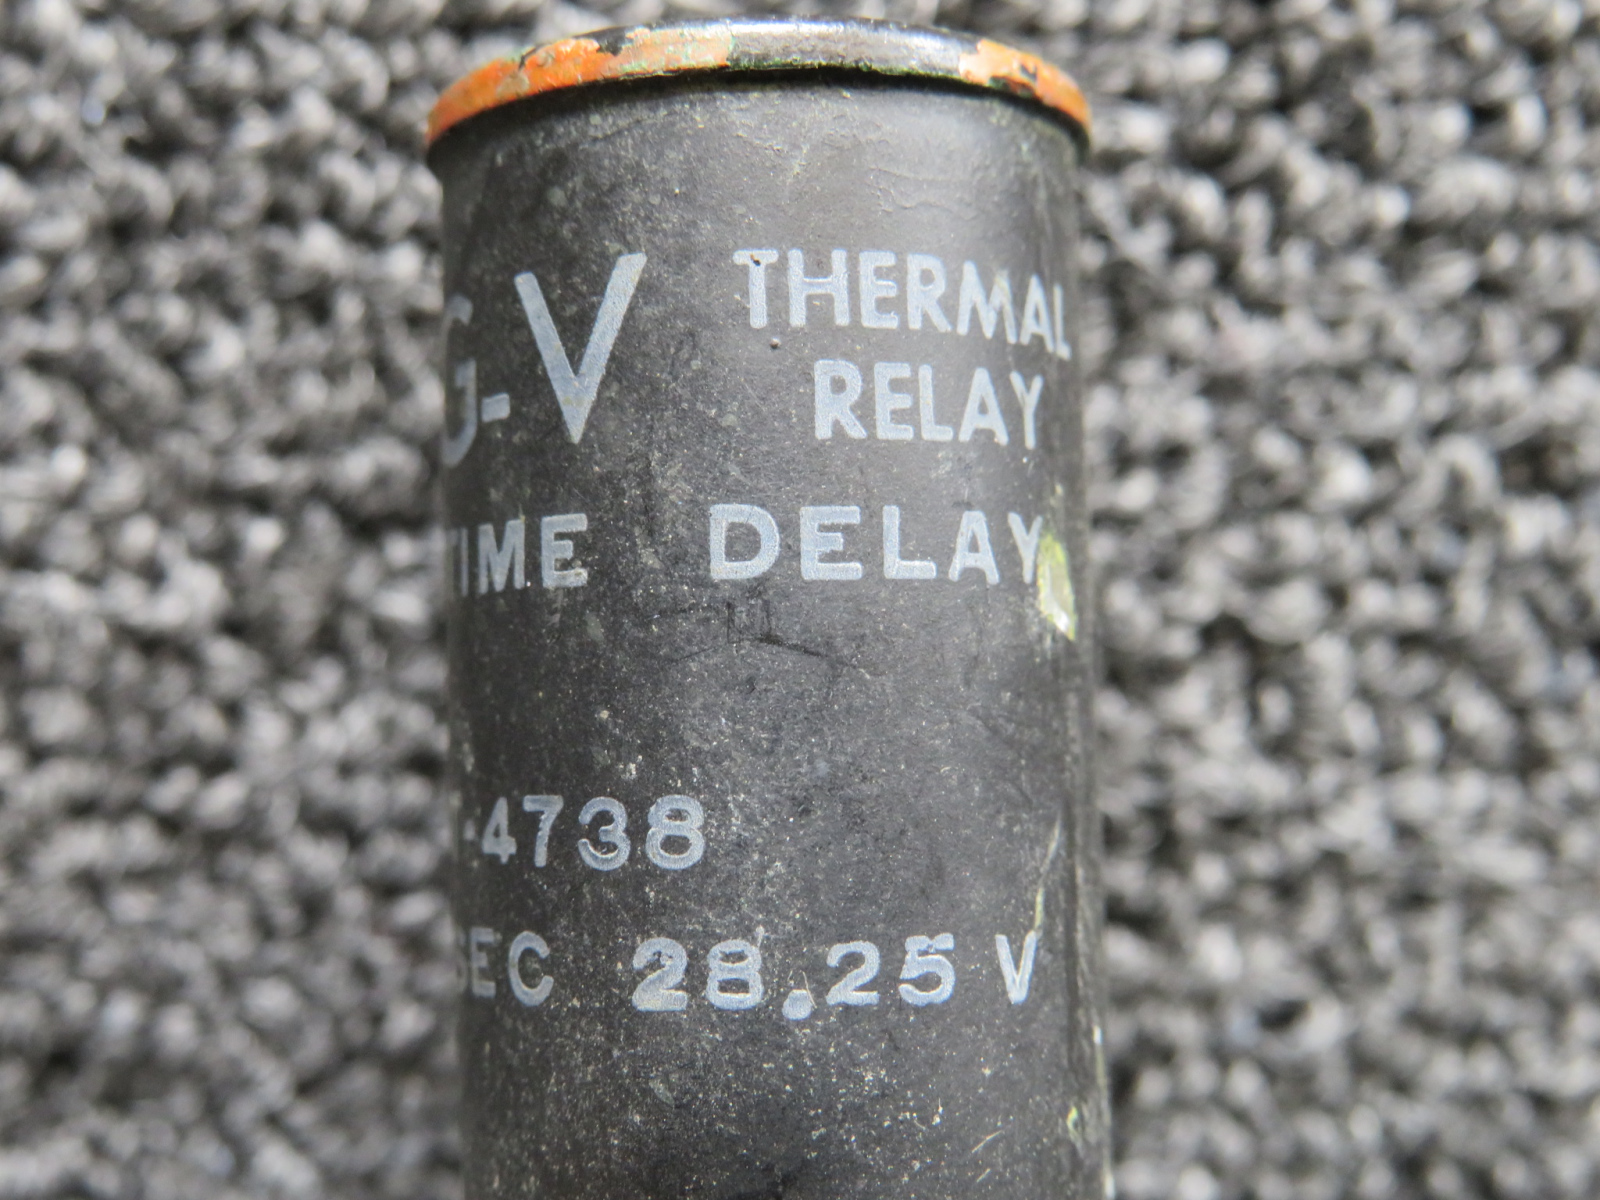 G-V THERMAL
RELAY
TIME DELAY
-4738
SEC 28.25 V